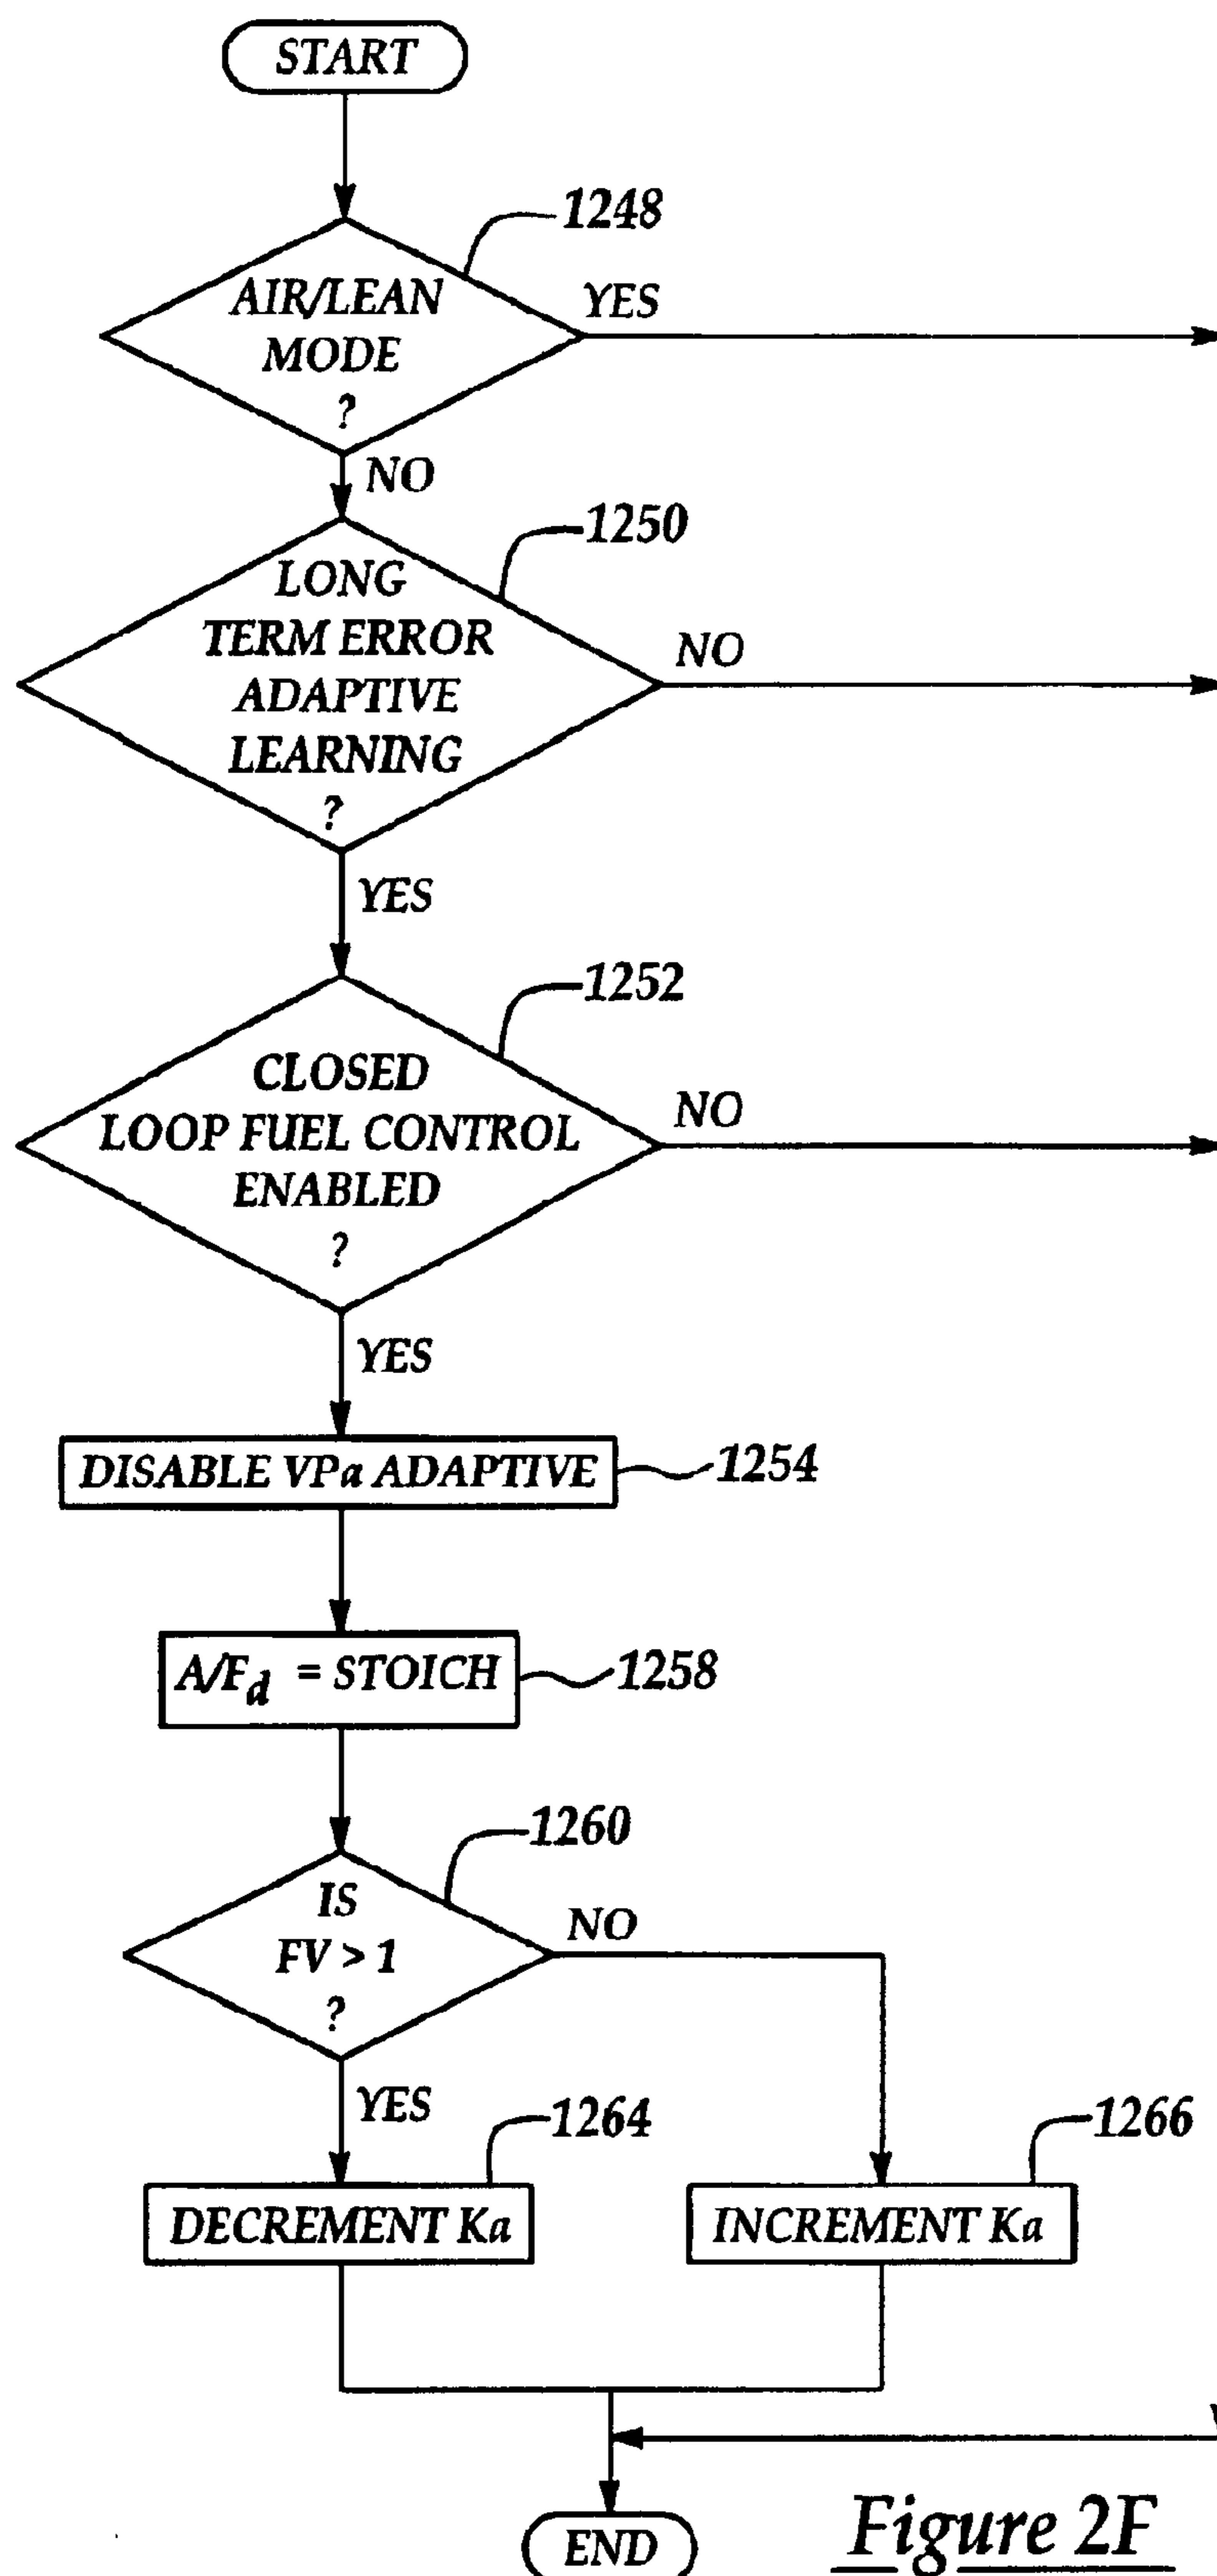 START
1248
AIR/LEAN
MODE
?
YES
NO
1250
LONG
TERM ERROR
ADAPTIVE
LEARNING
?
NO
YES
1252
CLOSED
LOOP FUEL CONTROL
ENABLED
?
NO
YES
DISABLE VPa ADAPTIVE
1254
A/Fd = STOICH
1258
1260
IS
FV > 1
?
NO
YES
1264
1266
DECREMENT Ka
INCREMENT Ka
END
Figure 2F